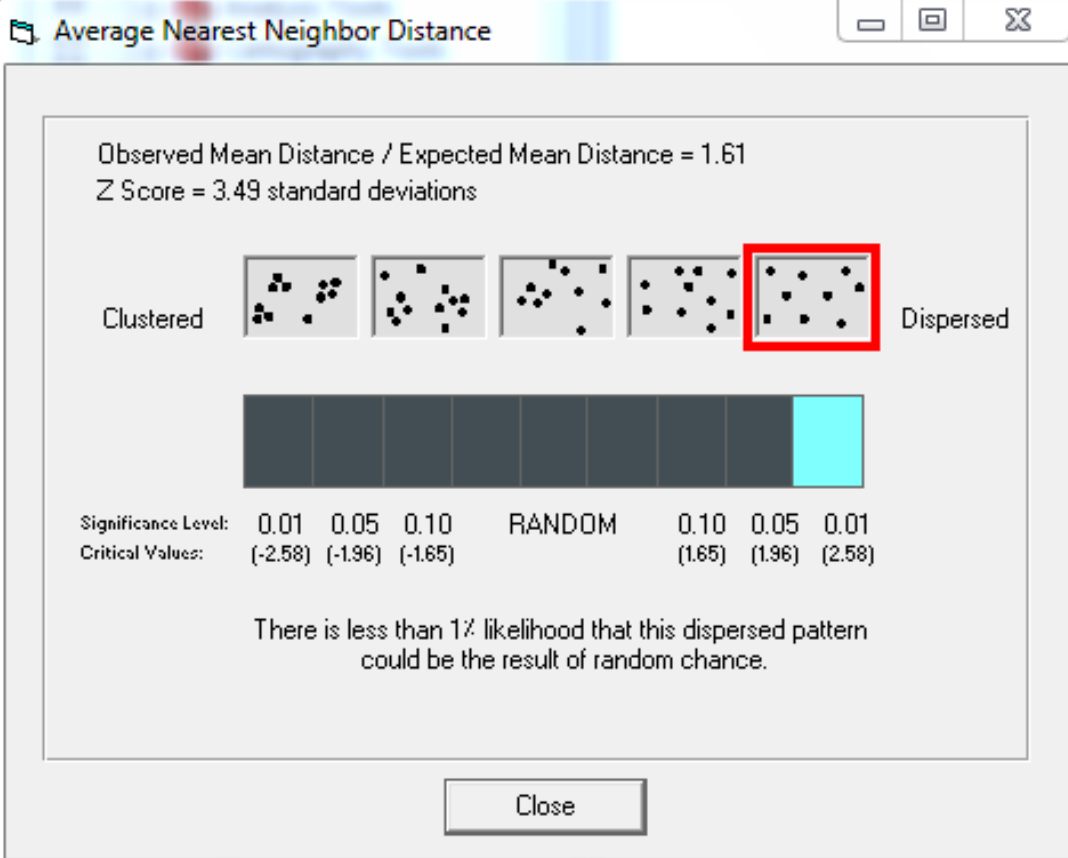 Average Nearest Neighbor Distance
Observed Mean Distance / Expected Mean Distance = 1.61
Z Score = 3.49 standard deviations
Clustered
Dispersed
Significance Level: 0.01 0.05 0.10 RANDOM 0.10 0.05 0.01
Critical Values: (-2.58) (-1.96) (-1.65) (1.65) (1.96) (2.58)
There is less than 1% likelihood that this dispersed pattern
could be the result of random chance.
Close